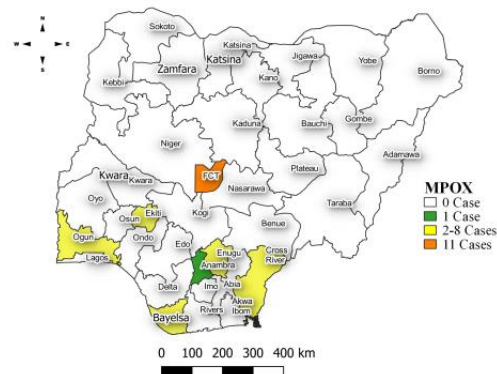 N
W E
S
Sokoto
Katsina
Jigawa
Zamfara
Katsina
Yobe
Borno
Kebbi
Kano
Kaduna
Bauchi
Gombe
Niger
Adamawa
Plateau
FCT
Kwara
Kwara
Nasarawa
Taraba
Oyo
Kogi
Osun
Ekiti
Benue
Ogun
Ondo
Edo
Enugu
Cross
River
Lagos
Anambra
Delta
Imo
Abia
Bayelsa
Rivers
Akwa
Ibom
MPOX
0 Case
1 Case
2-8 Cases
11 Cases
0 100 200 300 400 km